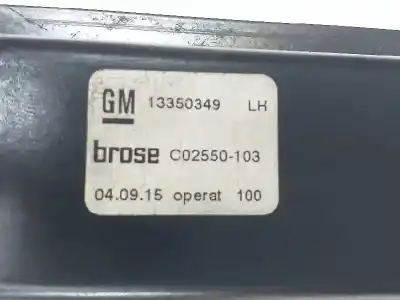 GM 13350349 LH
brose C02550-103
04.09.15 operat 100